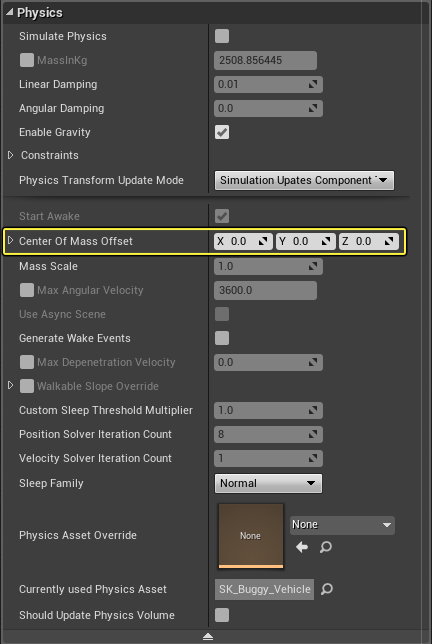 Physics
Simulate Physics
MassInKg 2508.856445
Linear Damping 0.01
Angular Damping 0.0
Enable Gravity
Constraints
Physics Transform Update Mode Simulation Upates Component T
Start Awake
Center Of Mass Offset X 0.0 Y 0.0 Z 0.0
Mass Scale 1.0
Max Angular Velocity 3600.0
Use Async Scene
Generate Wake Events
Max Depenetration Velocity 0.0
Walkable Slope Override
Custom Sleep Threshold Multiplier 1.0
Position Solver Iteration Count 8
Velocity Solver Iteration Count 1
Sleep Family Normal
None
Physics Asset Override None
Currently used Physics Asset SK_Buggy_Vehicle
Should Update Physics Volume